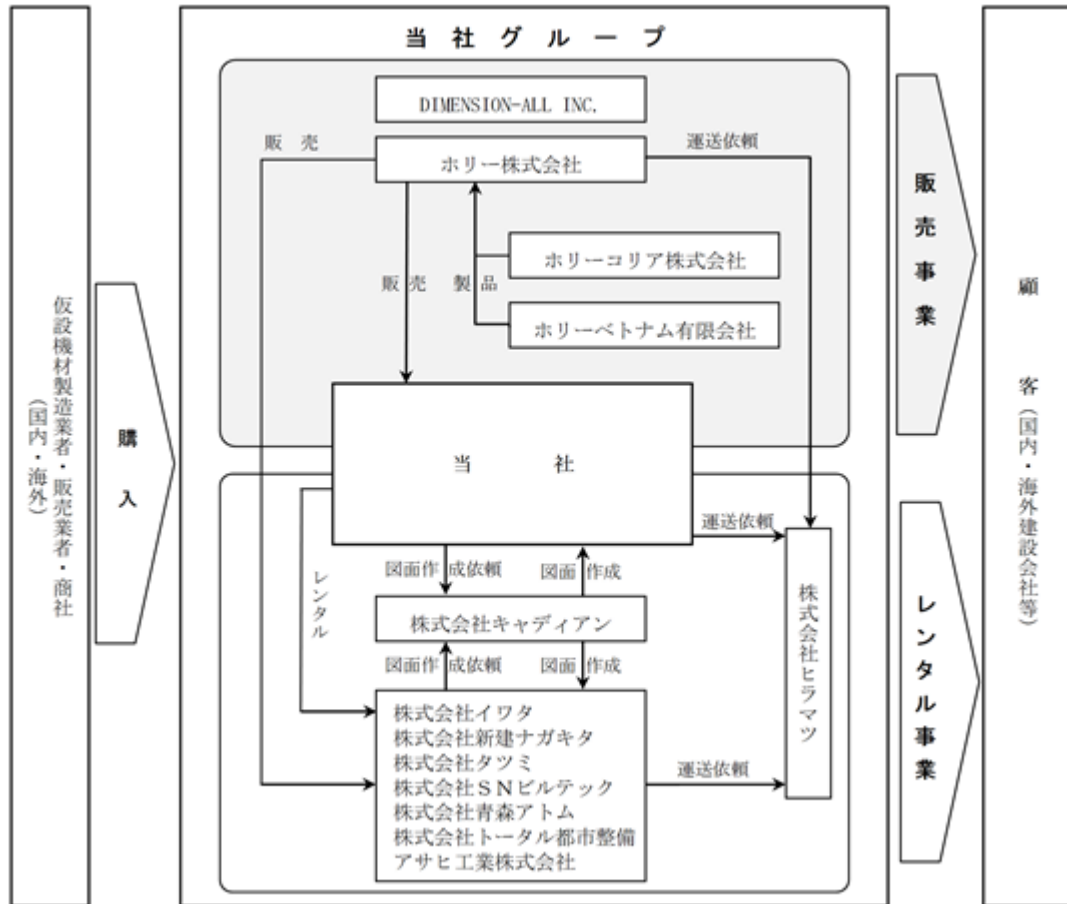 当社グループ
DIMENSION-ALL INC.
販売
ホリー株式会社
運送依頼
ホリーコリア株式会社
販売
製品
ホリーベトナム有限会社
当社
運送依頼
図面作成依頼
図面作成
レンタル
株式会社キャディアン
図面作成依頼
図面作成
株式会社イワタ
株式会社新建ナガキタ
株式会社タツミ
株式会社SNビルテック
株式会社青森アトム
株式会社トータル都市整備
アサヒ工業株式会社
運送依頼
株式会社ヒラマツ
仮設機材製造業者・販売業者・商社
(国内・海外)
購入
販売事業
レンタル事業
顧客(国内・海外建設会社等)